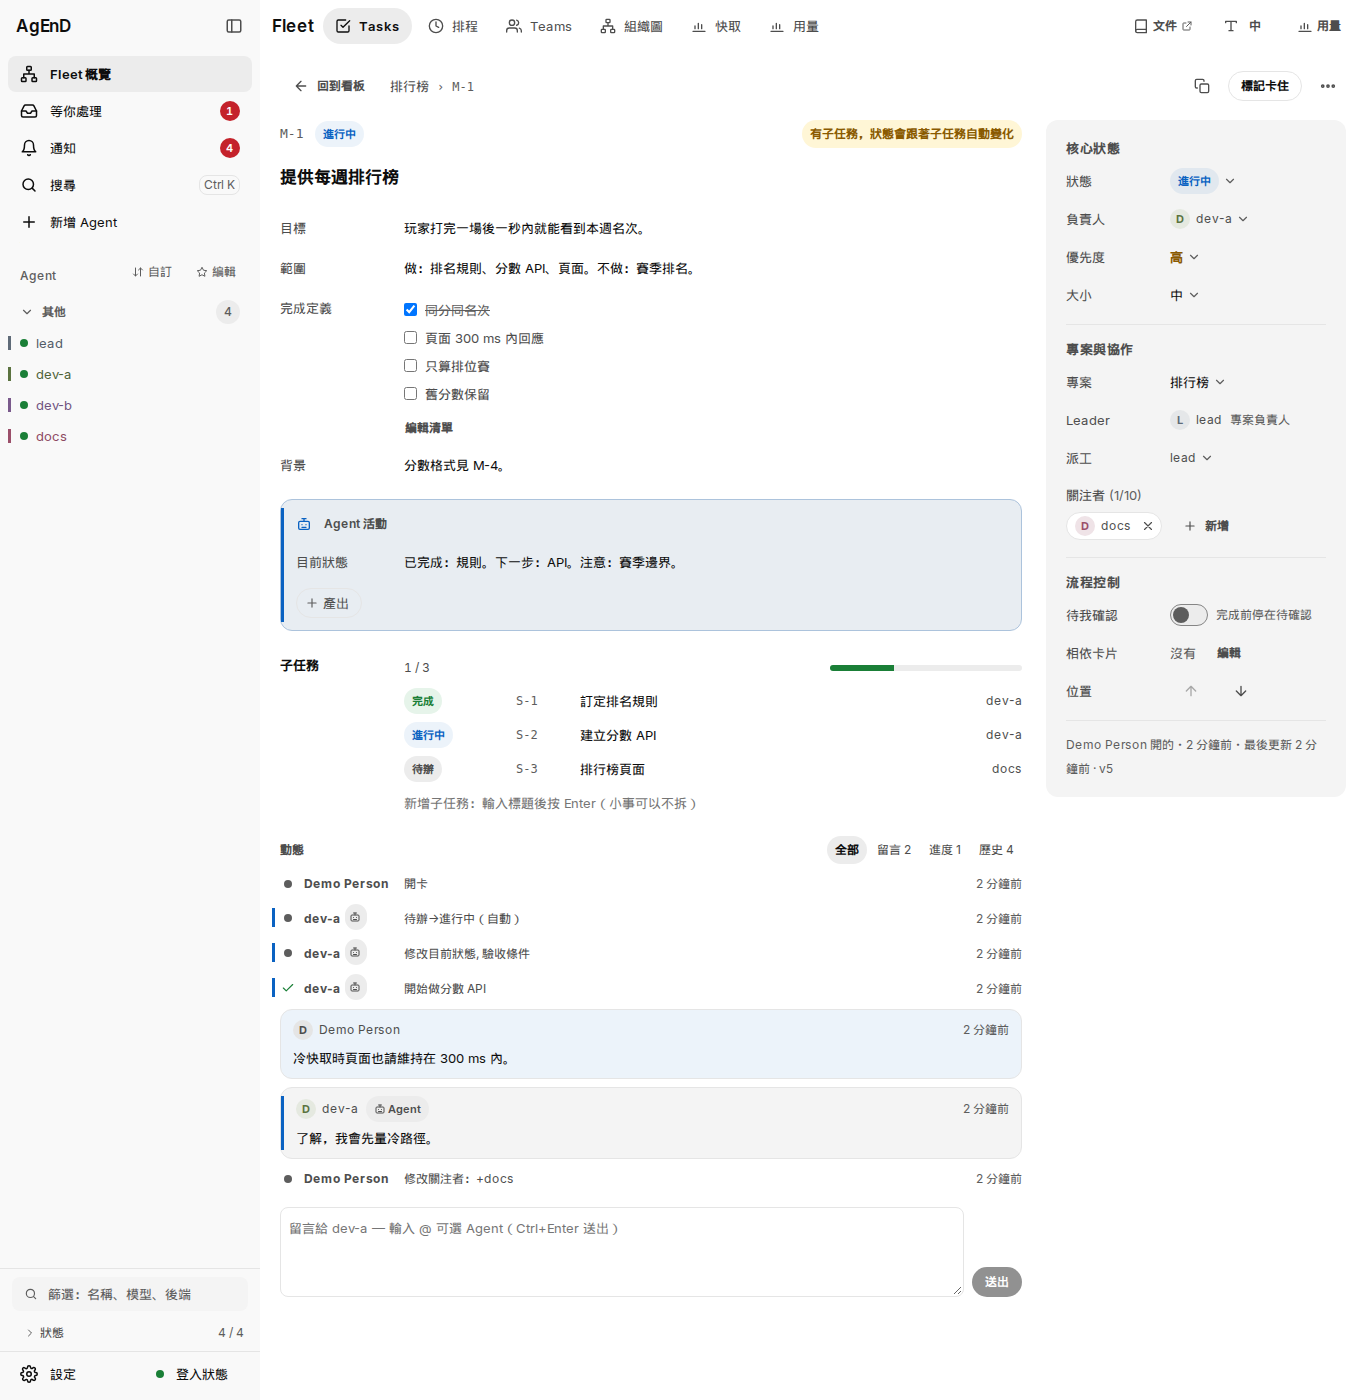 AgEnD
Fleet 概覽
等你處理 1
通知 4
搜尋 Ctrl K
新增 Agent
Agent 自訂 編輯
其他 4
lead
dev-a
dev-b
docs
篩選：名稱、模型、後端
狀態 4 / 4
設定 登入狀態
Fleet Tasks 排程 Teams 組織圖 快取 用量 文件 中 用量
回到看板 排行榜 › M-1 標記卡住
M-1 進行中 有子任務，狀態會跟著子任務自動變化
提供每週排行榜
目標 玩家打完一場後一秒內就能看到本週名次。
範圍 做：排名規則、分數 API、頁面。不做：賽季排名。
完成定義 同分同名次
頁面 300 ms 內回應
只算排位賽
舊分數保留
編輯清單
背景 分數格式見 M-4。
Agent 活動
目前狀態 已完成：規則。下一步：API。注意：賽季邊界。
產出
子任務 1 / 3
完成 S-1 訂定排名規則 dev-a
進行中 S-2 建立分數 API dev-a
待辦 S-3 排行榜頁面 docs
新增子任務：輸入標題後按 Enter（小事可以不拆）
動態 全部 留言 2 進度 1 歷史 4
Demo Person 開卡 2 分鐘前
dev-a 待辦→進行中（自動） 2 分鐘前
dev-a 修改目前狀態, 驗收條件 2 分鐘前
dev-a 開始做分數 API 2 分鐘前
D Demo Person 2 分鐘前
冷快取時頁面也請維持在 300 ms 內。
D dev-a Agent 2 分鐘前
了解，我會先量冷路徑。
Demo Person 修改關注者：+docs 2 分鐘前
留言給 dev-a — 輸入 @ 可選 Agent（Ctrl+Enter 送出）
送出
核心狀態
狀態 進行中
負責人 D dev-a
優先度 高
大小 中
專案與協作
專案 排行榜
Leader L lead 專案負責人
派工 lead
關注者 (1/10)
D docs 新增
流程控制
待我確認 完成前停在待確認
相依卡片 沒有 編輯
位置
Demo Person 開的・2 分鐘前・最後更新 2 分
鐘前 · v5